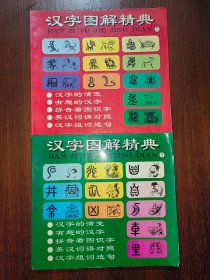 汉字图解精典
HAN ZI TU JIE JING DIAN
汉字的演变
有趣的汉字
拼音看图识字
英汉词语对照
汉字组词造句
汉字图解精典
HAN ZI TU JIE JING DIAN
汉字的演变
有趣的汉字
拼音看图识字
英汉词语对照
汉字组词造句